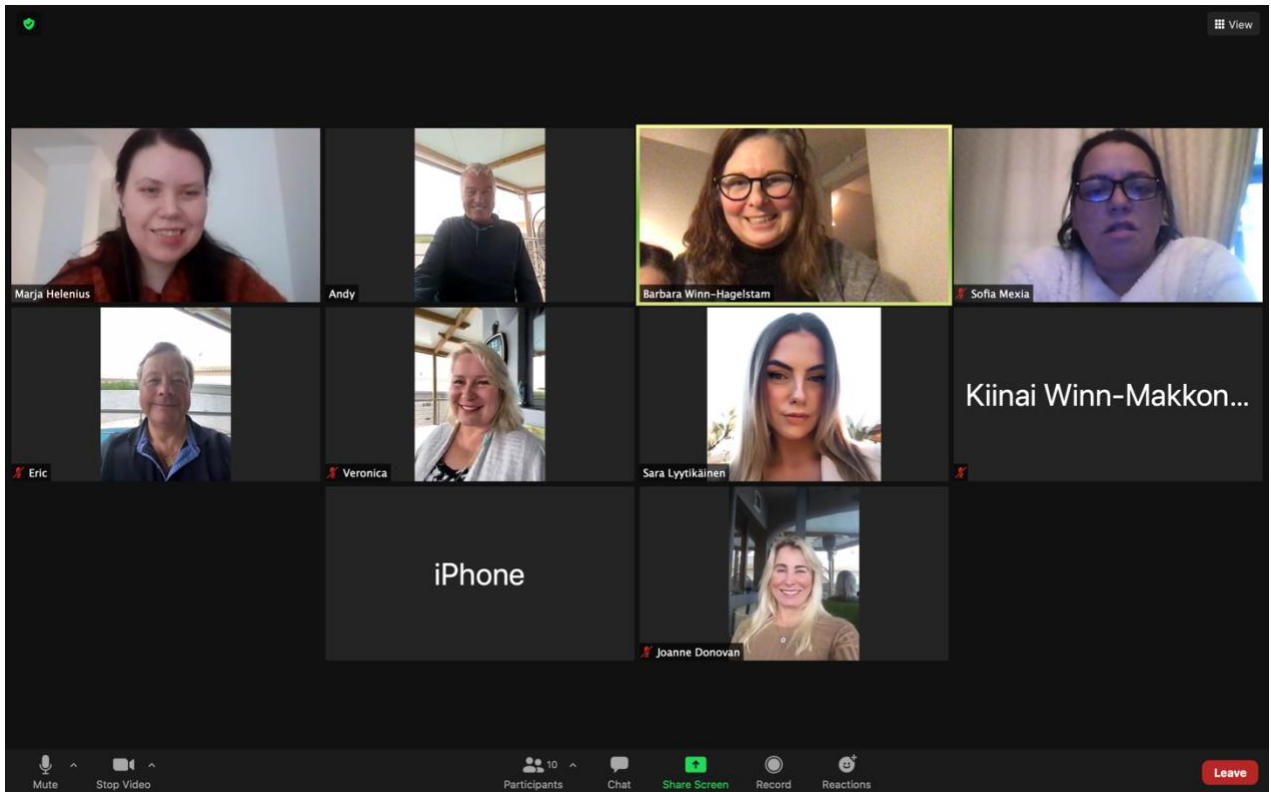 View
Marja Helenius
Andy
Barbara Winn-Hagelstam
Sofia Mexia
Eric
Veronica
Sara Lyytikäinen
Kiinai Winn-Makkon...
iPhone
Joanne Donovan
Mute
Stop Video
Participants
10
Chat
Share Screen
Record
Reactions
Leave